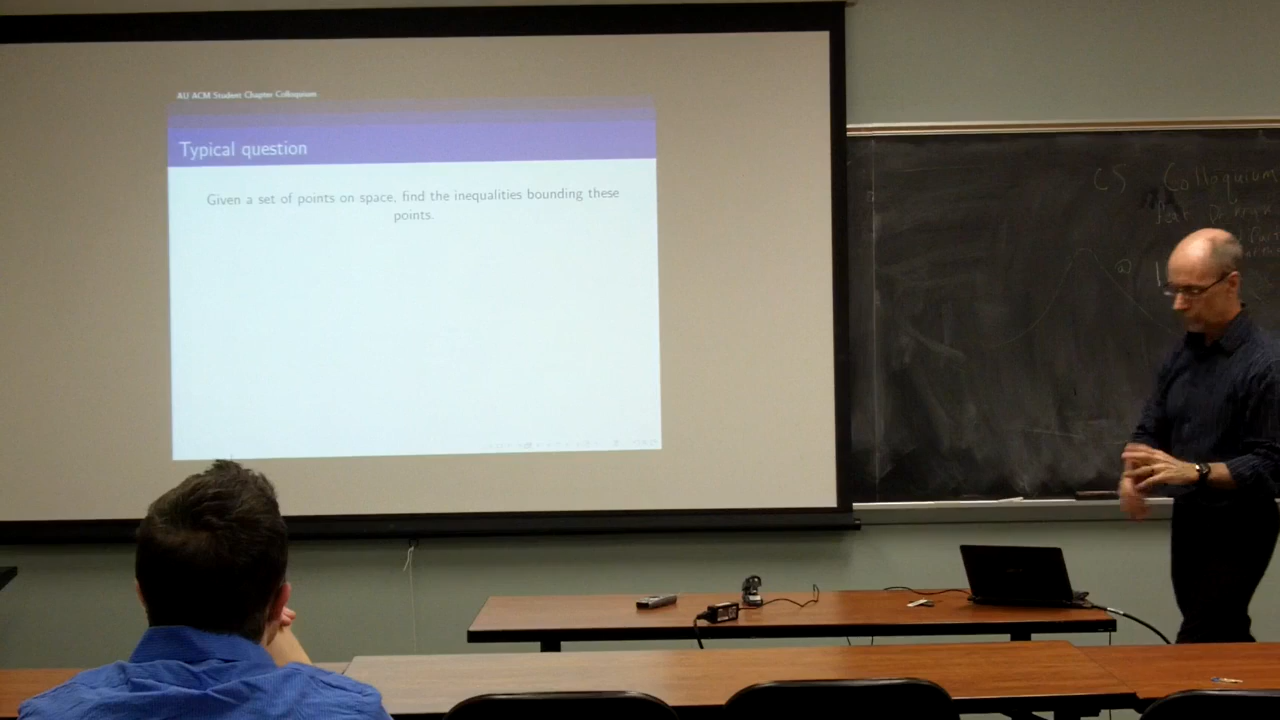 AU ACM Student Chapter Colloquium
Typical question
Given a set of points on space, find the inequalities bounding these
points.
CS Colloquium
Pat